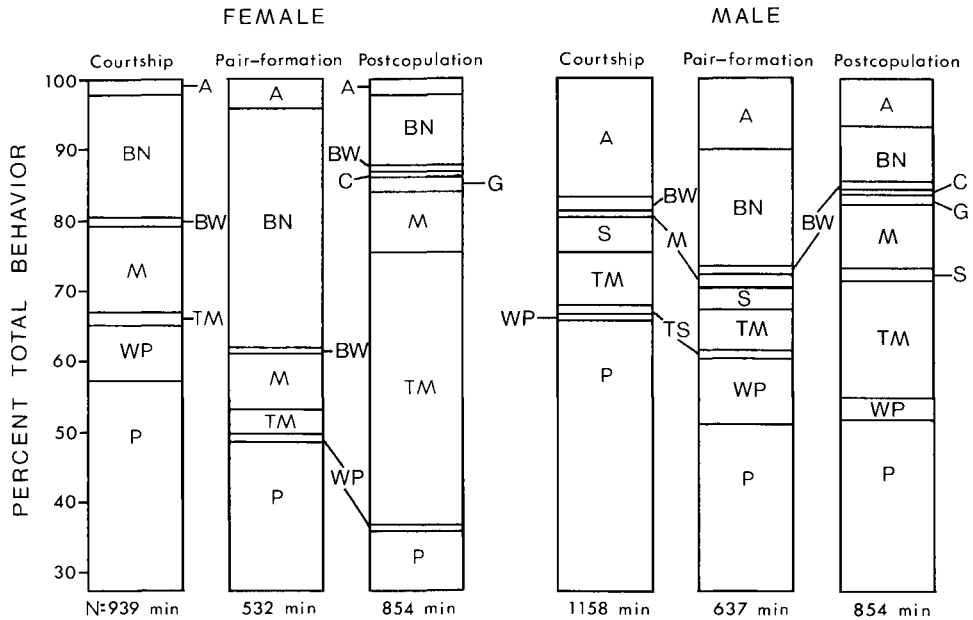 FEMALE
MALE
Courtship Pair-formation Postcopulation
Courtship Pair-formation Postcopulation
PERCENT TOTAL BEHAVIOR
100
90
80
70
60
50
40
30
A
BN
BW
M
TM
WP
P
A
BN
BW
M
TM
WP
P
A
BN
BW
C
G
M
TM
P
A
BW
M
S
TM
TS
WP
P
A
BN
BW
S
TM
WP
P
A
BN
C
G
M
S
TM
WP
P
N=939 min 532 min 854 min 1158 min 637 min 854 min